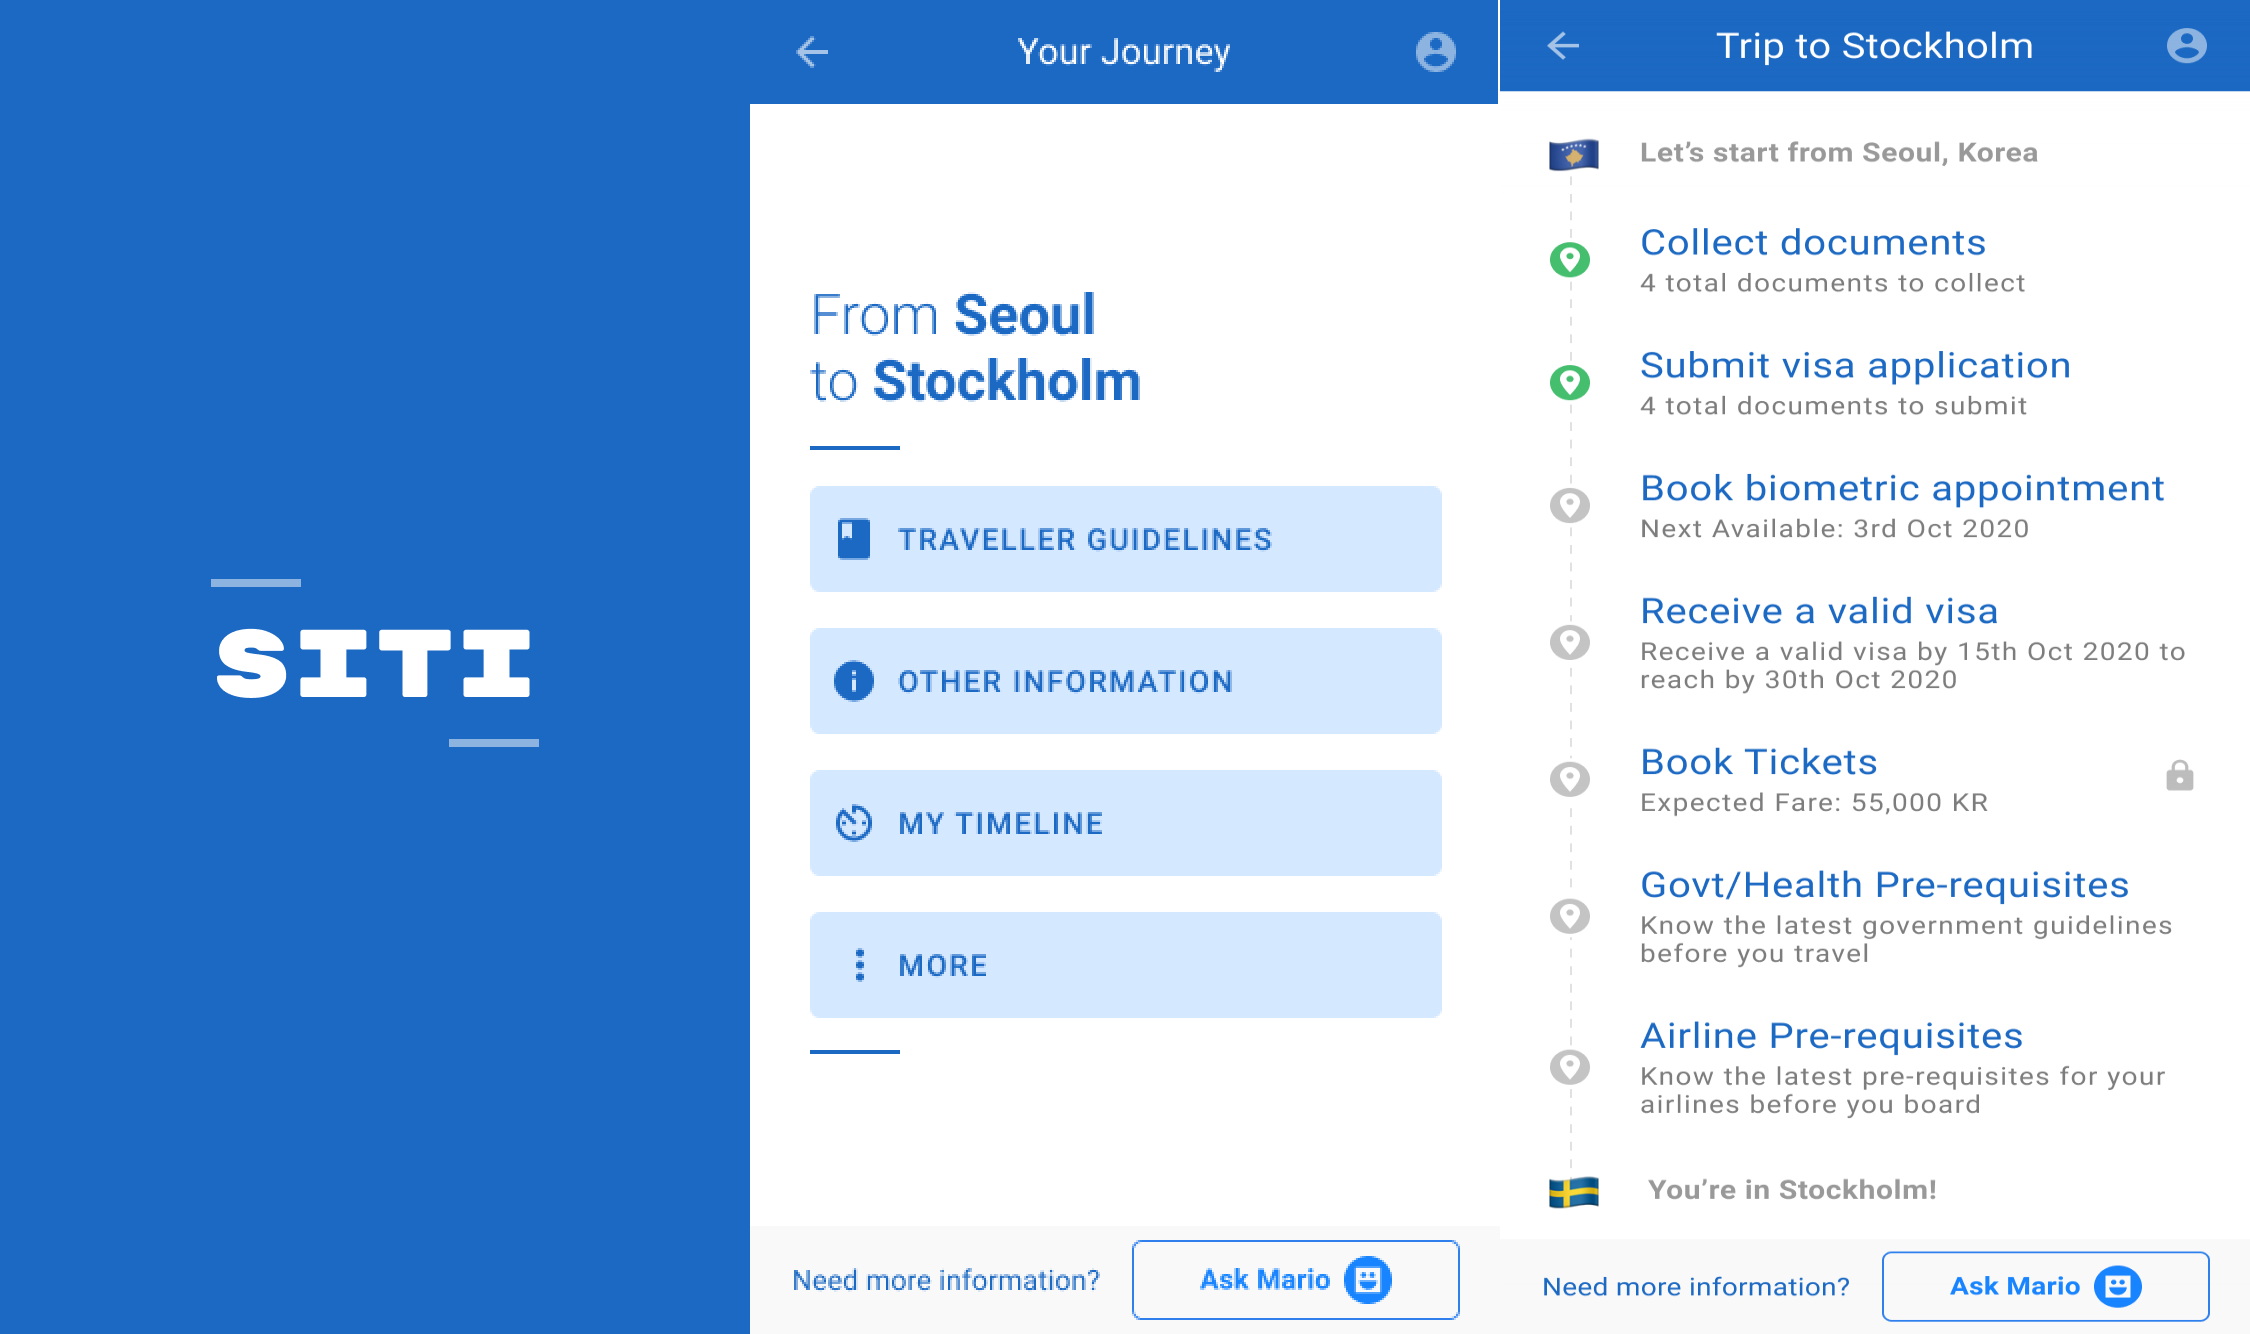 SITI
Your Journey
From Seoul
to Stockholm
TRAVELLER GUIDELINES
OTHER INFORMATION
MY TIMELINE
MORE
Need more information?
Ask Mario
Trip to Stockholm
Let's start from Seoul, Korea
Collect documents
4 total documents to collect
Submit visa application
4 total documents to submit
Book biometric appointment
Next Available: 3rd Oct 2020
Receive a valid visa
Receive a valid visa by 15th Oct 2020 to
reach by 30th Oct 2020
Book Tickets
Expected Fare: 55,000 KR
Govt/Health Pre-requisites
Know the latest government guidelines
before you travel
Airline Pre-requisites
Know the latest pre-requisites for your
airlines before you board
You're in Stockholm!
Need more information?
Ask Mario